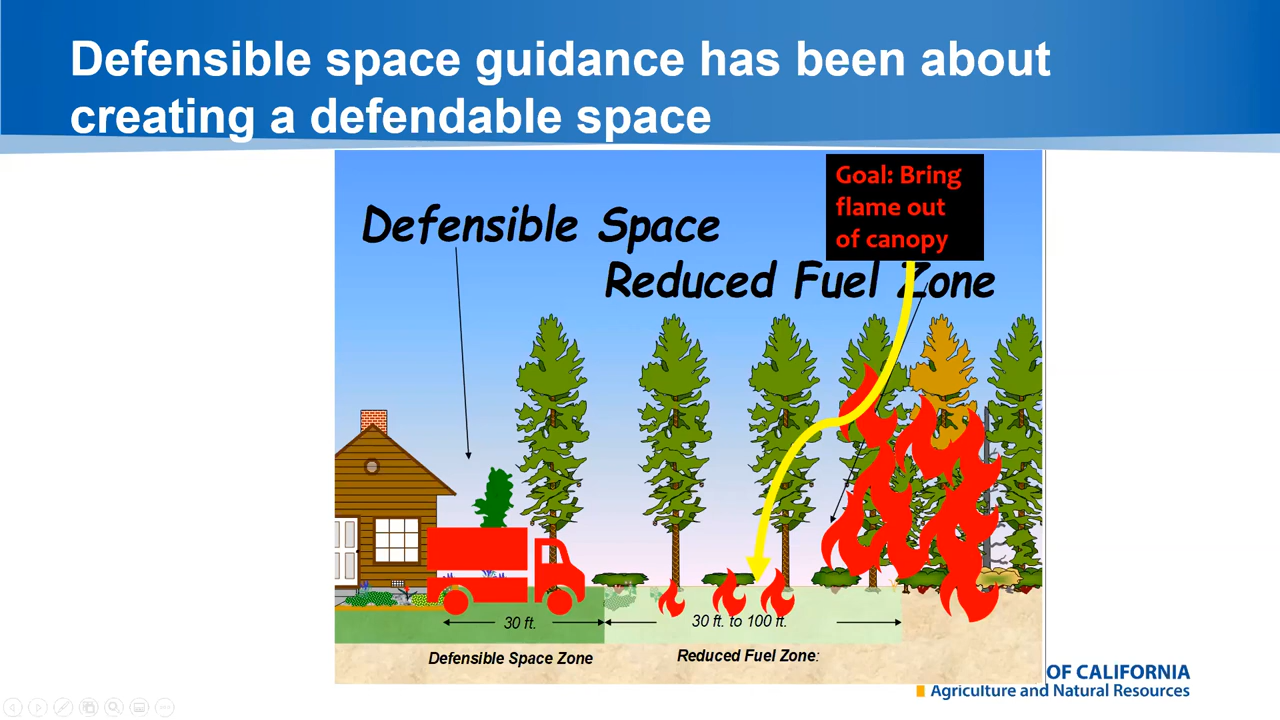 Defensible space guidance has been about
creating a defendable space
Goal: Bring
flame out
of canopy
Defensible Space
Reduced Fuel Zone
30 ft.
30 ft. to 100 ft.
Defensible Space Zone
Reduced Fuel Zone:
OF CALIFORNIA
Agriculture and Natural Resources